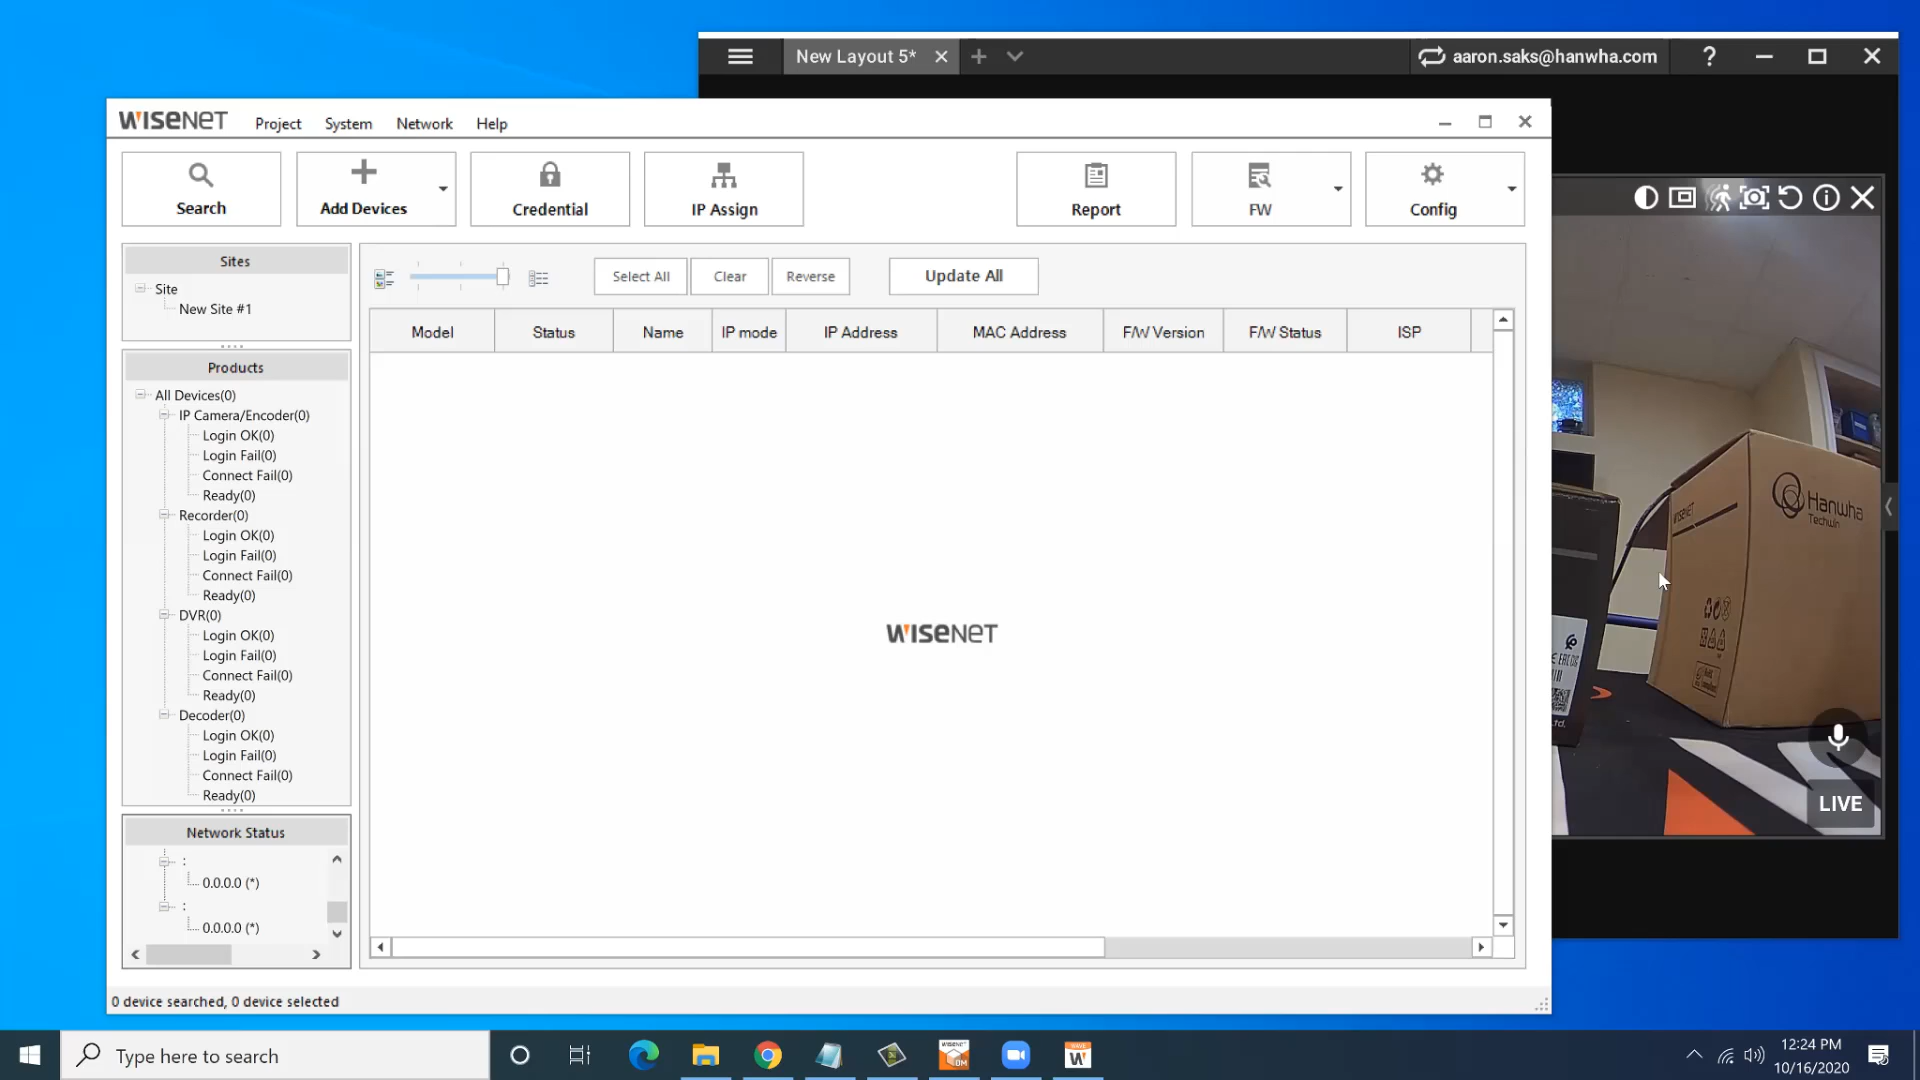 New Layout 5*
aaron.saks@hanwha.com
?
WISENET
Project
System
Network
Help
Search
Add Devices
Credential
IP Assign
Report
FW
Config
Sites
Site
New Site #1
Select All
Clear
Reverse
Update All
Model
Status
Name
IP mode
IP Address
MAC Address
F/W Version
F/W Status
ISP
Products
All Devices(0)
IP Camera/Encoder(0)
Login OK(0)
Login Fail(0)
Connect Fail(0)
Ready(0)
Recorder(0)
Login OK(0)
Login Fail(0)
Connect Fail(0)
Ready(0)
DVR(0)
Login OK(0)
Login Fail(0)
Connect Fail(0)
Ready(0)
Decoder(0)
Login OK(0)
Login Fail(0)
Connect Fail(0)
Ready(0)
WISENET
WISENET
Hanwha
Techwin
Ltd.
LIVE
Network Status
:
0.0.0.0 (*)
:
0.0.0.0 (*)
0 device searched, 0 device selected
Type here to search
WISENET
DM
WAVE
W
12:24 PM
10/16/2020